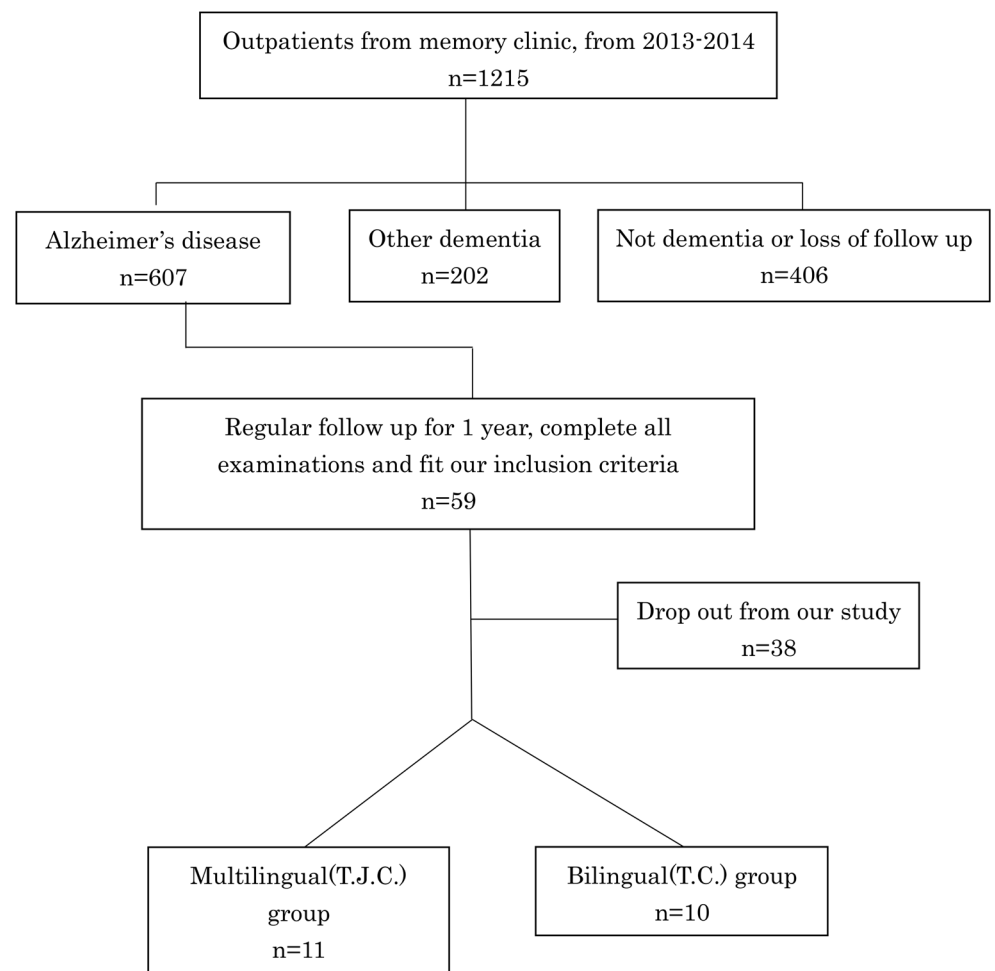 Outpatients from memory clinic, from 2013-2014
n=1215
Alzheimer's disease
n=607
Other dementia
n=202
Not dementia or loss of follow up
n=406
Regular follow up for 1 year, complete all
examinations and fit our inclusion criteria
n=59
Drop out from our study
n=38
Multilingual(T.J.C.)
group
n=11
Bilingual(T.C.) group
n=10